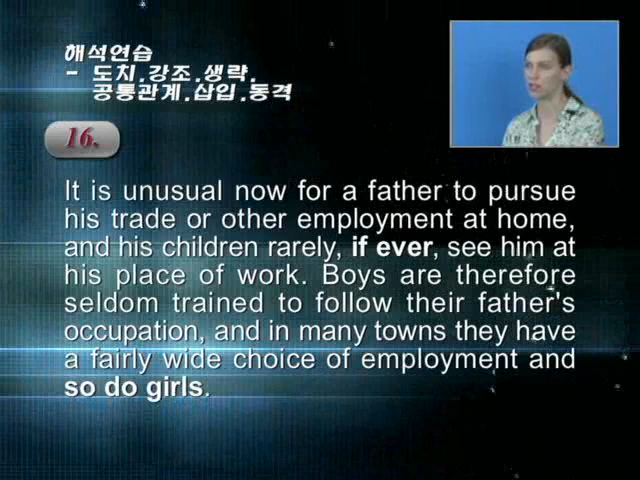 해석연습
- 도치.강조.생략.
공통관계.삽입.동격
16.
It is unusual now for a father to pursue
his trade or other employment at home,
and his children rarely, if ever, see him at
his place of work. Boys are therefore
seldom trained to follow their father's
occupation, and in many towns they have
a fairly wide choice of employment and
so do girls.